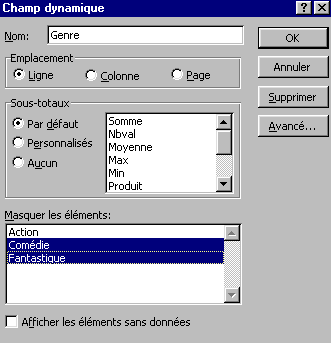 Champ dynamique
Nom: Genre
OK
Emplacement
Ligne Colonne Page
Annuler
Supprimer
Sous-totaux
Par défaut
Personnalisés
Aucun
Somme
Nbval
Moyenne
Max
Min
Produit
Avancé...
Masquer les éléments:
Action
Comédie
Fantastique
Afficher les éléments sans données